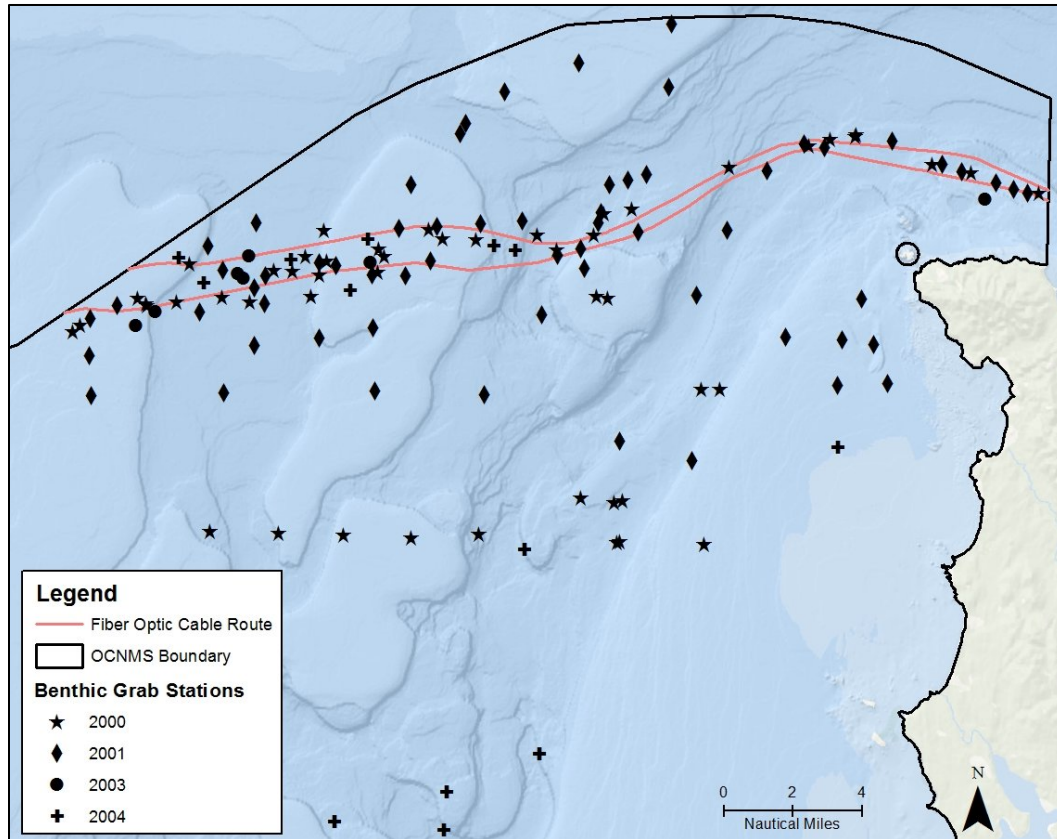 Legend
Fiber Optic Cable Route
OCNMS Boundary
Benthic Grab Stations
2000
2001
2003
2004
0 2 4
Nautical Miles
N